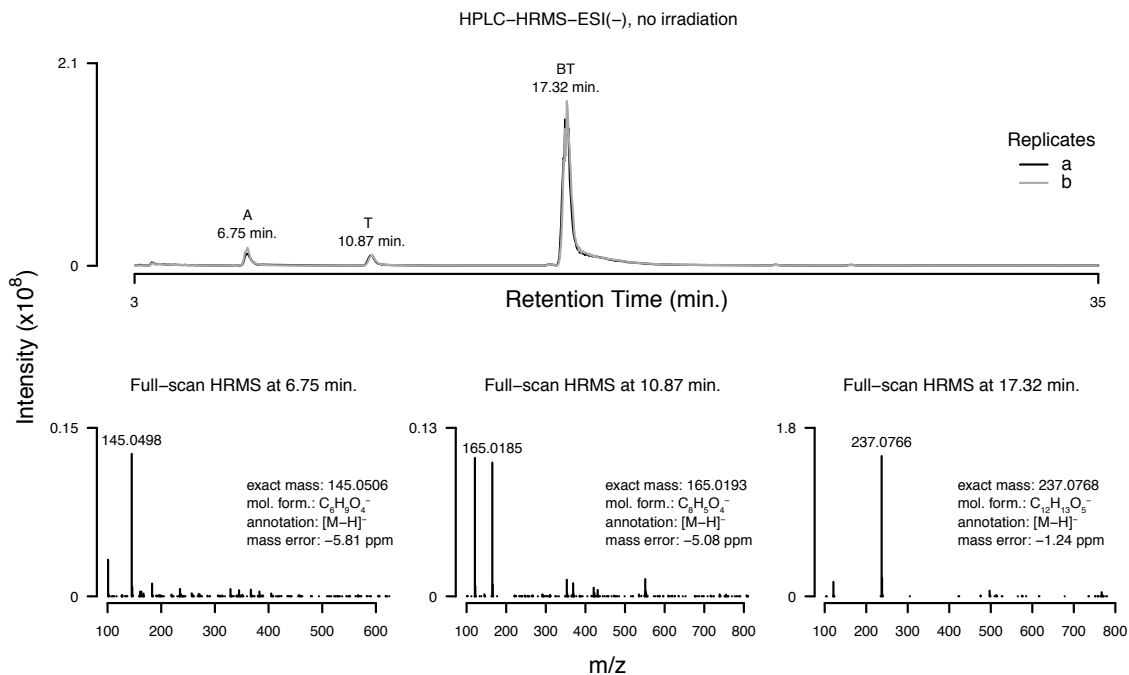 HPLC−HRMS−ESI(−), no irradiation
2.1
0
A
6.75 min.
T
10.87 min.
BT
17.32 min.
Replicates
a
b
3
35
Retention Time (min.)
Intensity (x10⁸)
Full−scan HRMS at 6.75 min.
0.15
0
145.0498
exact mass: 145.0506
mol. form.: C₆H₉O₄⁻
annotation: [M−H]⁻
mass error: −5.81 ppm
100 200 300 400 500 600
Full−scan HRMS at 10.87 min.
0.13
0
165.0185
exact mass: 165.0193
mol. form.: C₈H₅O₄⁻
annotation: [M−H]⁻
mass error: −5.08 ppm
100 200 300 400 500 600 700 800
Full−scan HRMS at 17.32 min.
1.8
0
237.0766
exact mass: 237.0768
mol. form.: C₁₂H₁₃O₅⁻
annotation: [M−H]⁻
mass error: −1.24 ppm
100 200 300 400 500 600 700 800
m/z